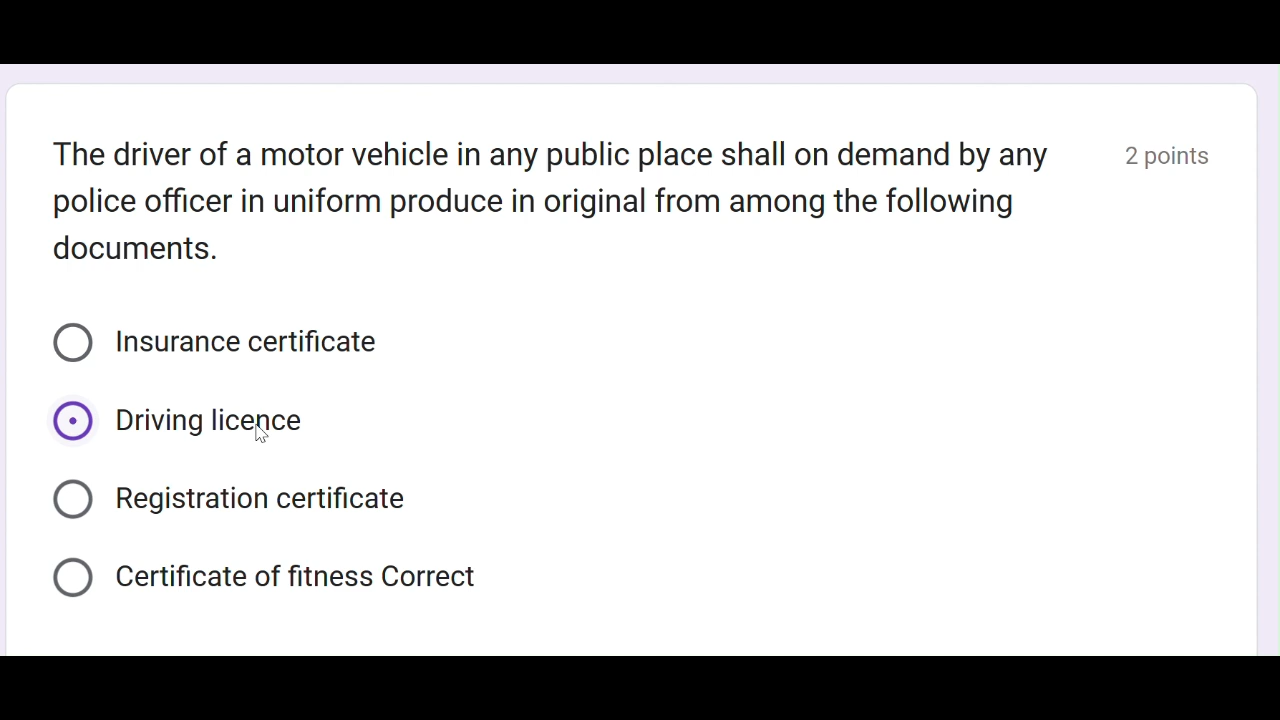 The driver of a motor vehicle in any public place shall on demand by any
police officer in uniform produce in original from among the following
documents.
2 points
Insurance certificate
Driving licence
Registration certificate
Certificate of fitness Correct